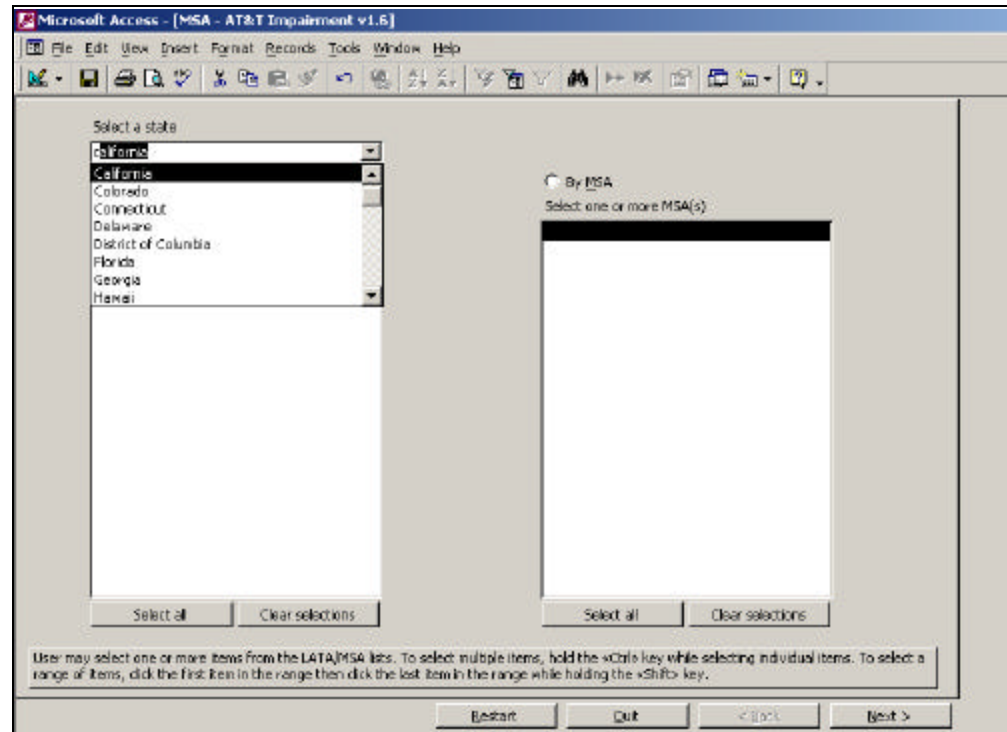 Microsoft Access - [MSA - AT&T Impairment v1.6]
File Edit View Insert Format Records Tools Window Help
Select a state
california
California
Colorado
Connecticut
Delaware
District of Columbia
Florida
Georgia
Hawaii
By MSA
Select one or more MSA(s)
Select all Clear selections
Select all Clear selections
User may select one or more items from the LATA/MSA lists. To select multiple items, hold the <Ctrl> key while selecting individual items. To select a
range of items, click the first item in the range then click the last item in the range while holding the <Shift> key.
Restart Quit < Back Next >